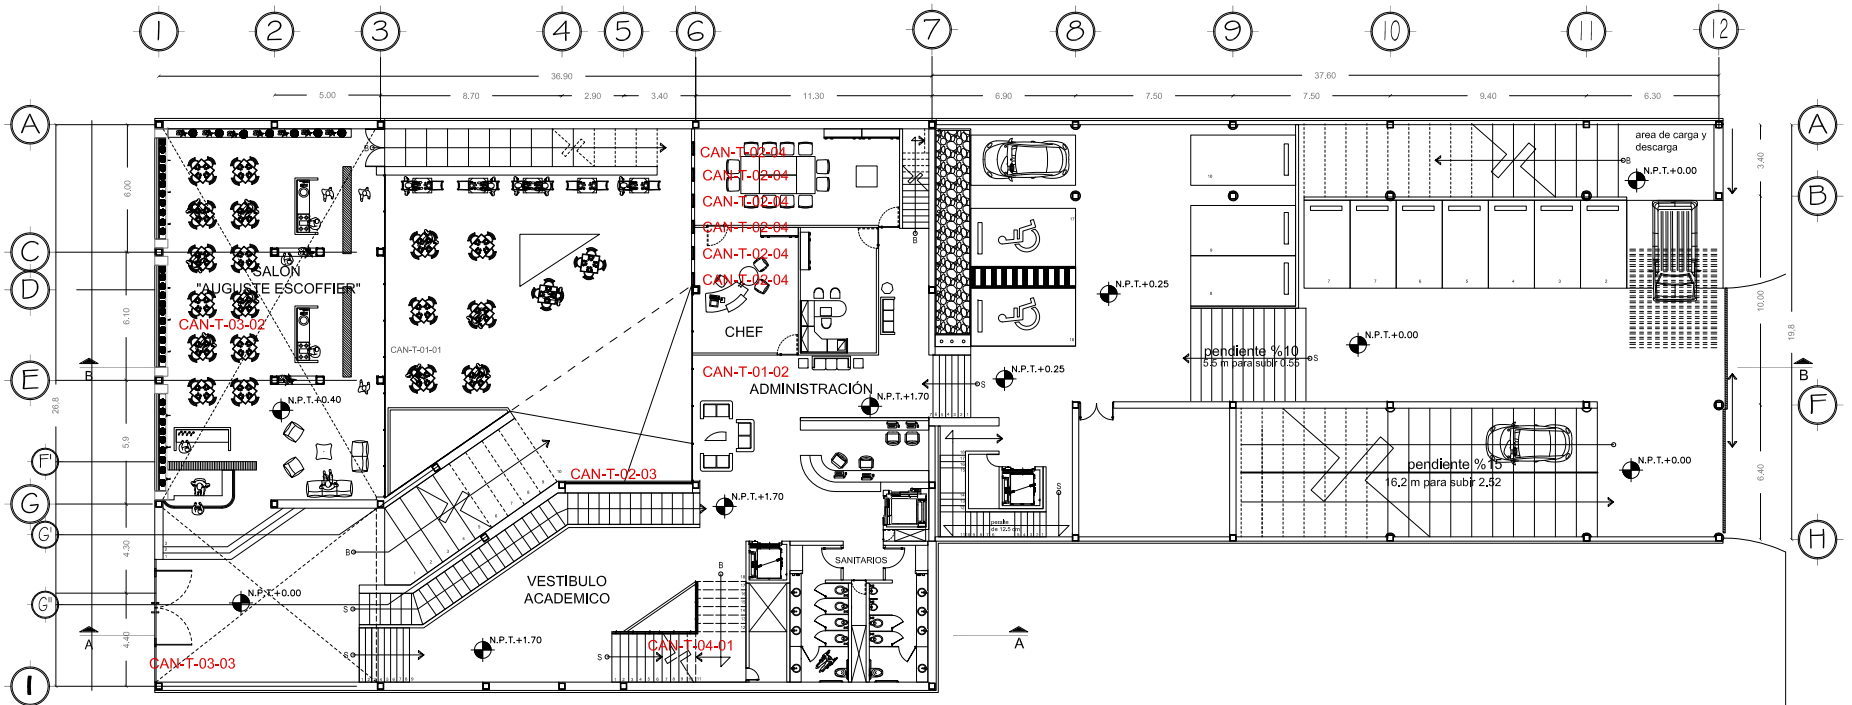 1 2 3 4 5 6 7 8 9 10 11 12
36.90 37.60
5.00 8.70 2.90 3.40 11.30 6.90 7.50 7.50 9.40 6.30
A A
area de carga y
descarga
B
CAN-T-02-04
CAN-T-02-04
CAN-T-02-04
CAN-T-02-04
CAN-T-02-04
CAN-T-02-04
B
B
B
3.40
6.00
N.P.T.+0.00
B
C
D
SALÓN
"AUGUSTE ESCOFFIER"
N.P.T.+0.25
10.00
6.10
CAN-T-03-02
CHEF
19.8
CAN-T-01-01
pendiente %10
5.5 m para subir 0.55
N.P.T.+0.00
S
B
B
E
CAN-T-01-02
ADMINISTRACIÓN
S
N.P.T.+0.25
26.8
N.P.T.+0.40
N.P.T.+1.70
F
5.9
F'
CAN-T-02-03
pendiente %15
16.2 m para subir 2.52
N.P.T.+0.00
6.40
S
G
N.P.T.+1.70
peralte
de 12.5 cm
G'
4.30
B
SANITARIOS
H
VESTÍBULO
ACADEMICO
B
G''
N.P.T.+0.00
S
A
A
4.40
N.P.T.+1.70
CAN-T-04-01
S
S
CAN-T-03-03
I